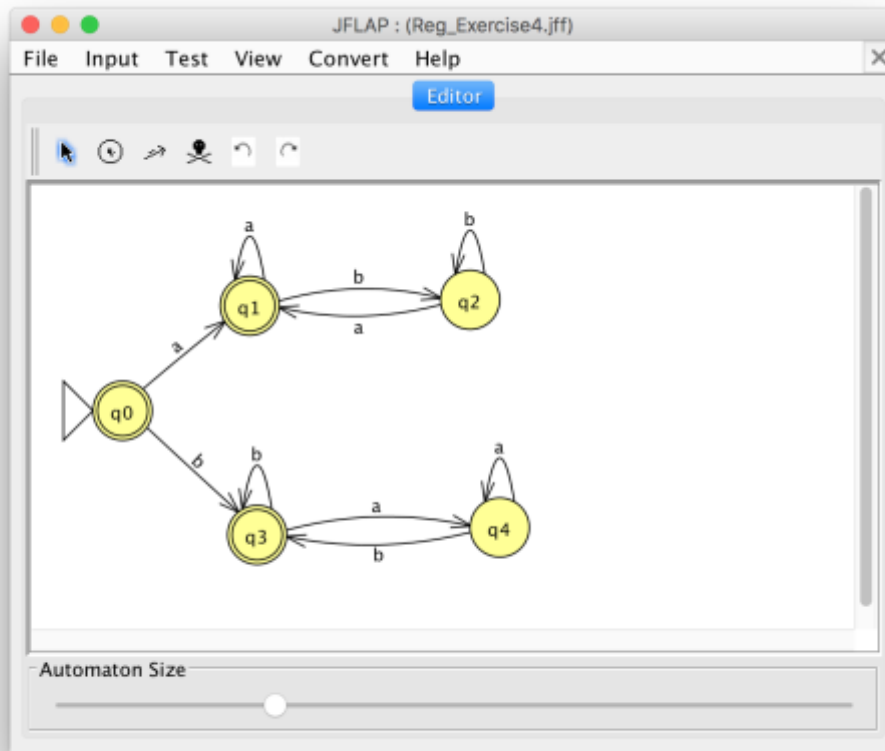 JFLAP : (Reg_Exercise4.jff)
File Input Test View Convert Help
Editor
a
b
q1
b
a
q2
a
q0
b
b
a
q3
a
b
q4
Automaton Size